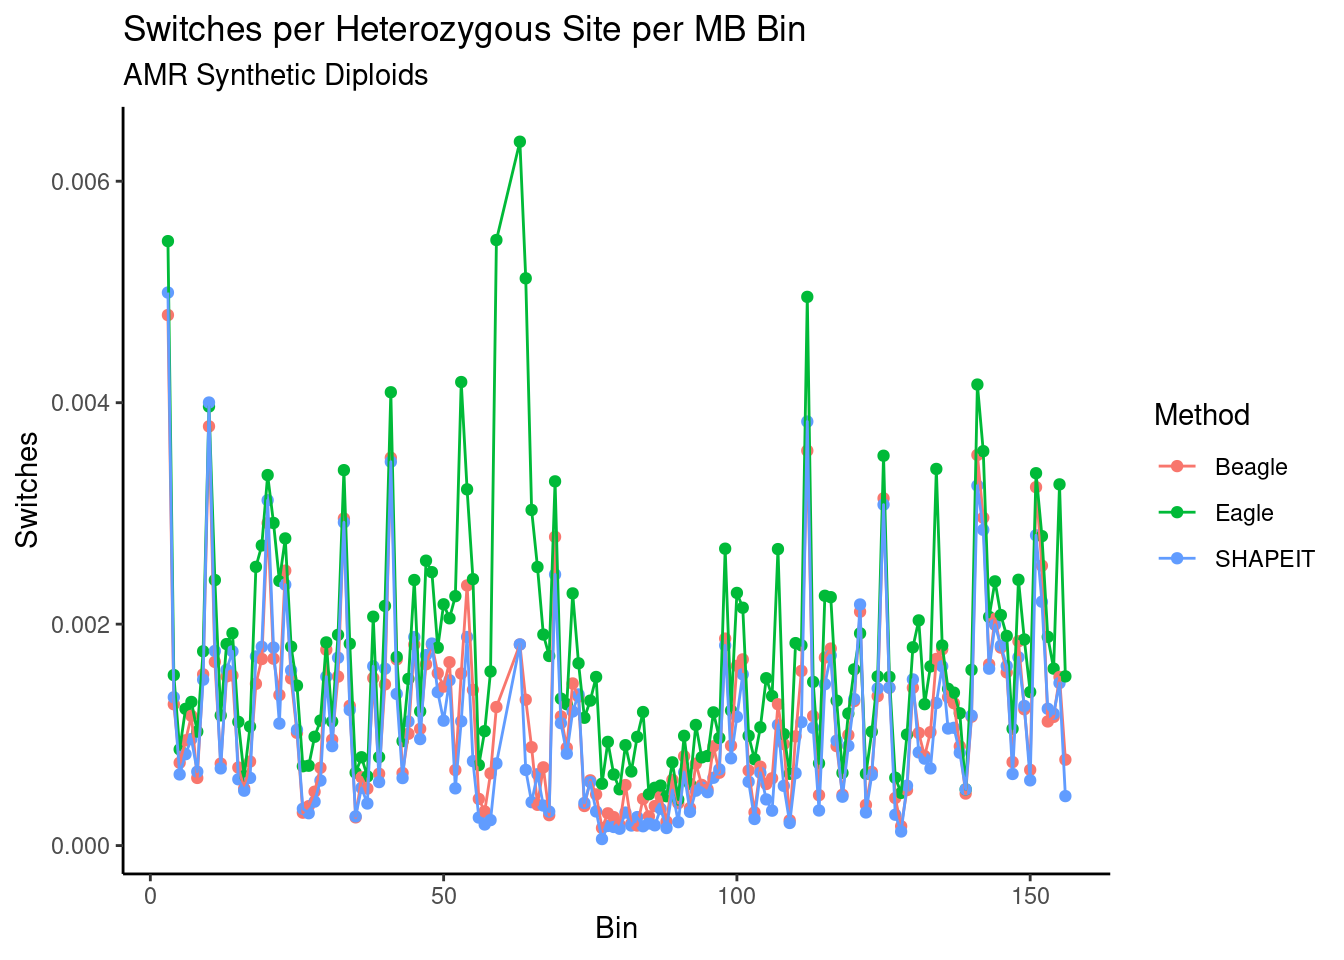 Switches per Heterozygous Site per MB Bin
AMR Synthetic Diploids
Switches
0.006
0.004
0.002
0.000
0
50
100
150
Bin
Method
Beagle
Eagle
SHAPEIT